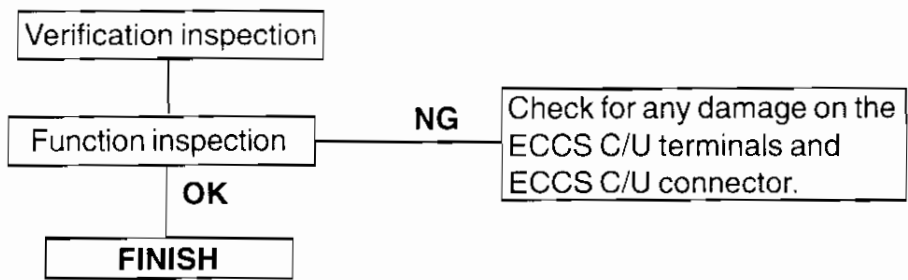 Verification inspection
Function inspection
NG
Check for any damage on the
ECCS C/U terminals and
ECCS C/U connector.
OK
FINISH